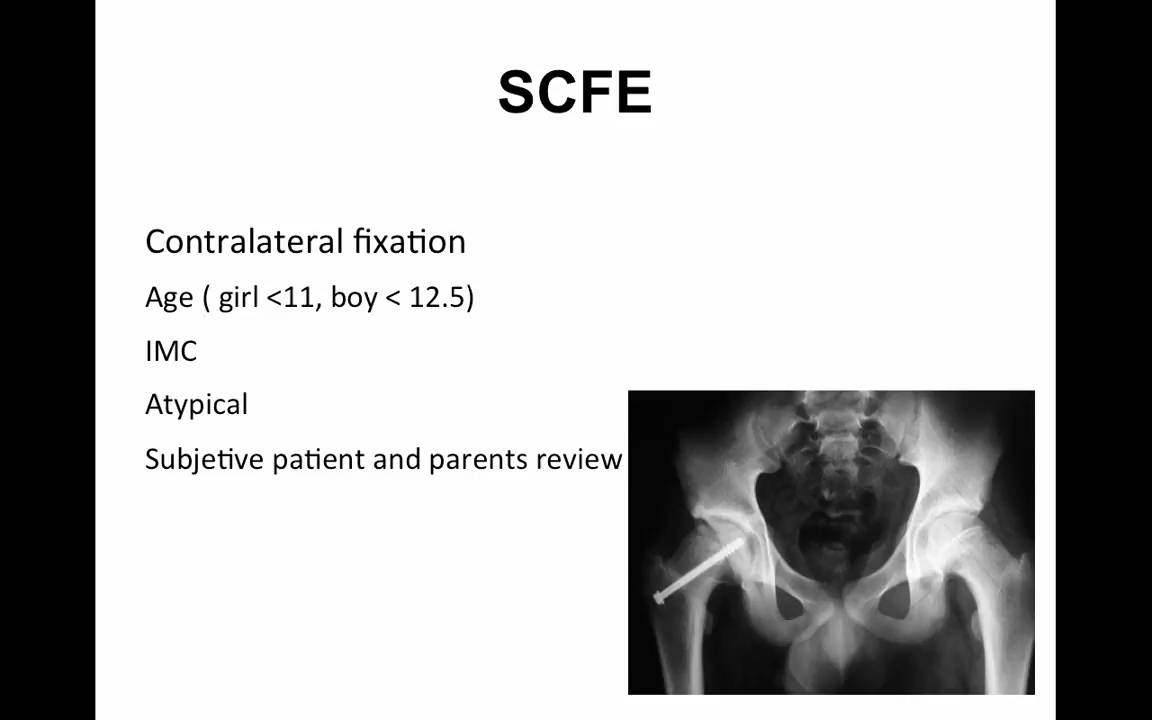 SCFE
Contralateral fixation
Age ( girl <11, boy < 12.5)
IMC
Atypical
Subjetive patient and parents review